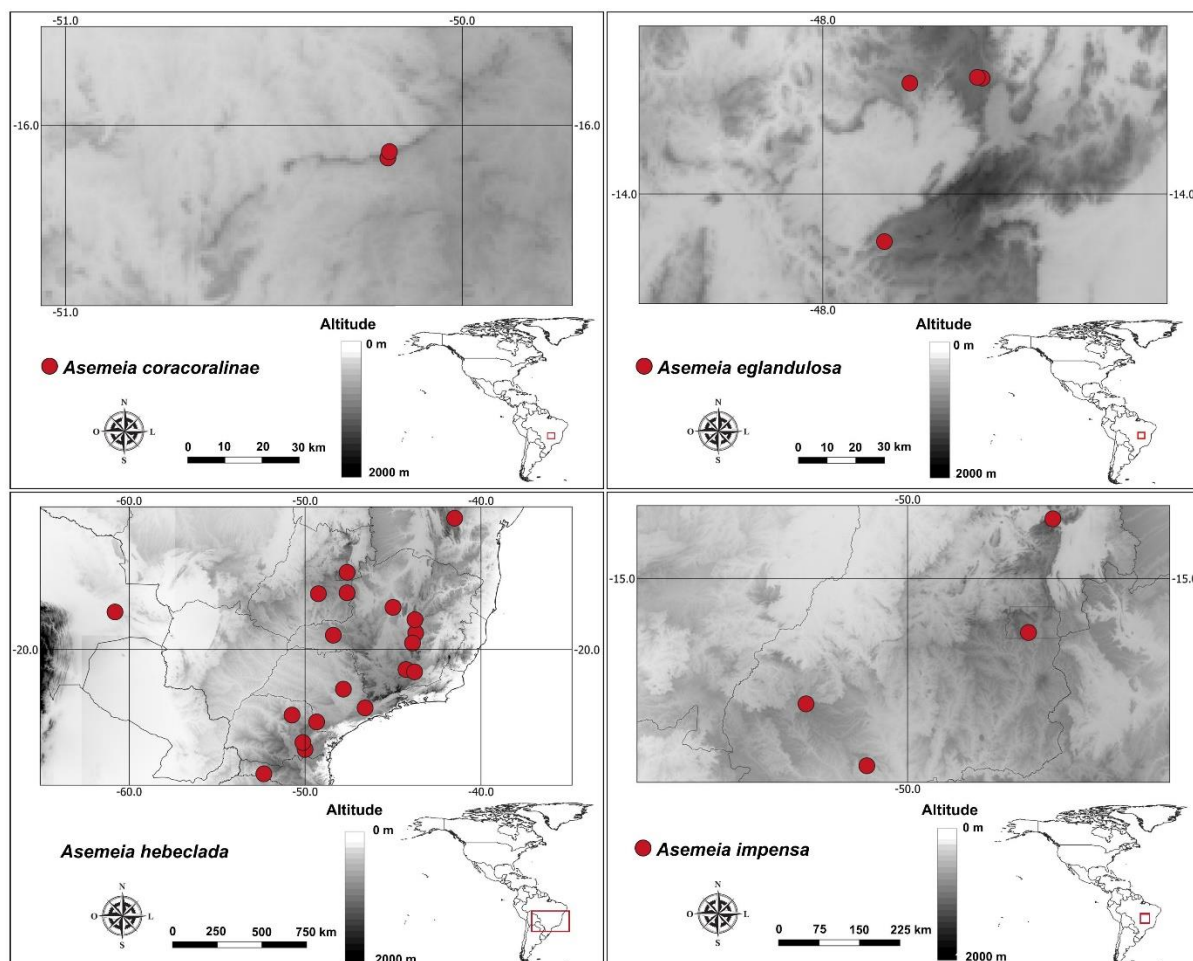 -51.0 -50.0
-16.0 -16.0
-51.0 -50.0
Altitude
0 m
Asemeia coracoralinae
N
O L
S
0 10 20 30 km
2000 m
-48.0
-14.0 -14.0
-48.0
Altitude
0 m
Asemeia eglandulosa
N
O L
S
0 10 20 30 km
2000 m
-60.0 -50.0 -40.0
-20.0 -20.0
-60.0 -50.0 -40.0
Altitude
0 m
Asemeia hebeclada
N
O L
S
0 250 500 750 km
2000 m
-50.0
-15.0 -15.0
-50.0
Altitude
0 m
Asemeia impensa
N
O L
S
0 75 150 225 km
2000 m